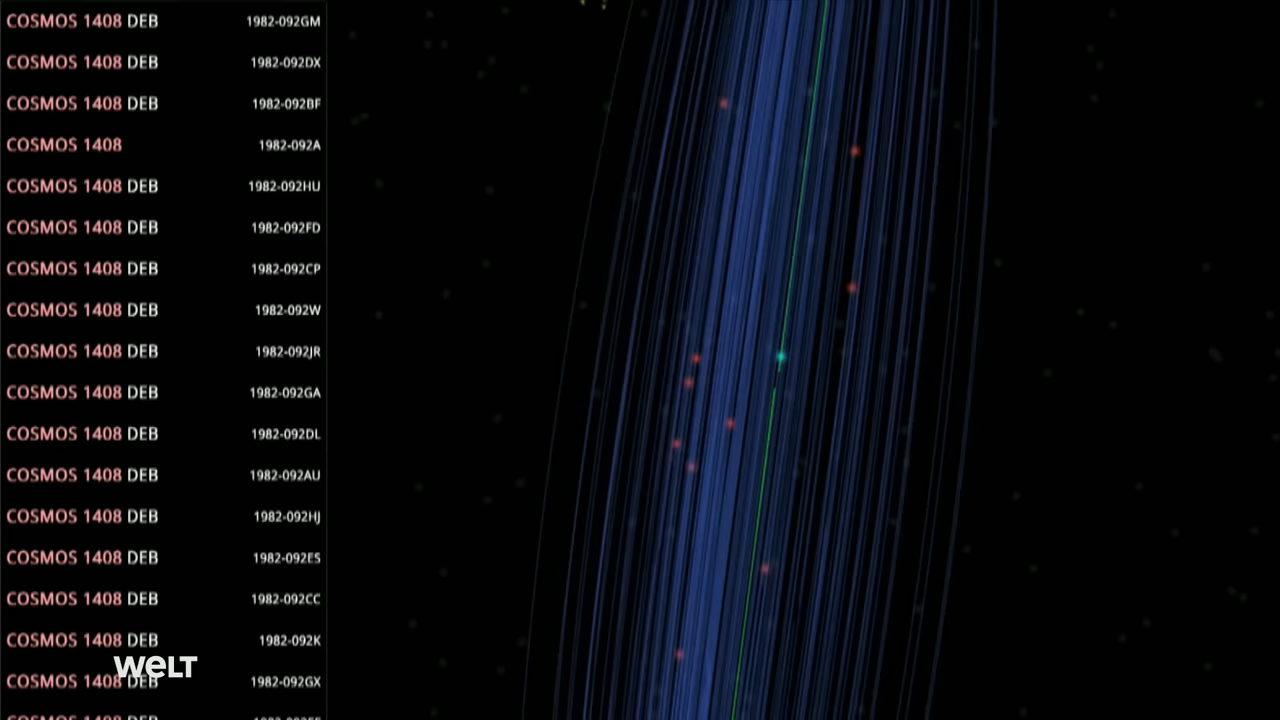 COSMOS 1408 DEB 1982-092GM
COSMOS 1408 DEB 1982-092DX
COSMOS 1408 DEB 1982-092BF
COSMOS 1408 1982-092A
COSMOS 1408 DEB 1982-092HU
COSMOS 1408 DEB 1982-092FD
COSMOS 1408 DEB 1982-092CP
COSMOS 1408 DEB 1982-092W
COSMOS 1408 DEB 1982-092JR
COSMOS 1408 DEB 1982-092GA
COSMOS 1408 DEB 1982-092DL
COSMOS 1408 DEB 1982-092AU
COSMOS 1408 DEB 1982-092HJ
COSMOS 1408 DEB 1982-092ES
COSMOS 1408 DEB 1982-092CC
COSMOS 1408 DEB 1982-092K
welt
COSMOS 1408 DEB 1982-092GX
COSMOS 1408 DEB